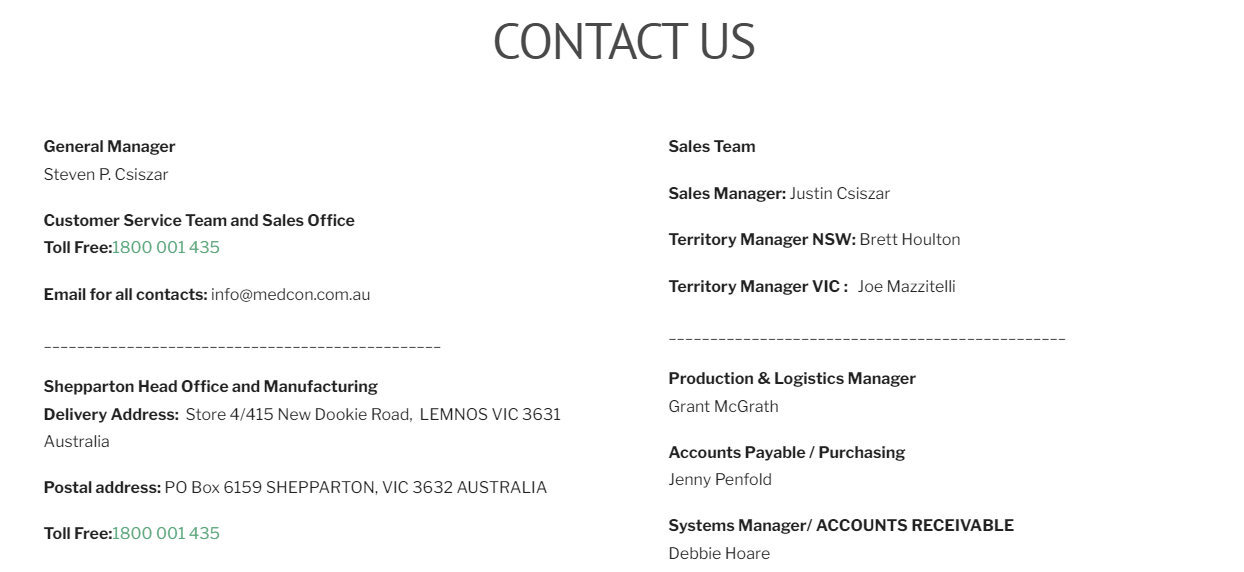 CONTACT US
General Manager
Steven P. Csiszar
Customer Service Team and Sales Office
Toll Free:1800 001 435
Email for all contacts: info@medcon.com.au
________________________________________________
Shepparton Head Office and Manufacturing
Delivery Address:  Store 4/415 New Dookie Road,  LEMNOS VIC 3631
Australia
Postal address: PO Box 6159 SHEPPARTON, VIC 3632 AUSTRALIA
Toll Free:1800 001 435
Sales Team
Sales Manager: Justin Csiszar
Territory Manager NSW: Brett Houlton
Territory Manager VIC :  Joe Mazzitelli
________________________________________________
Production & Logistics Manager
Grant McGrath
Accounts Payable / Purchasing
Jenny Penfold
Systems Manager/ ACCOUNTS RECEIVABLE
Debbie Hoare